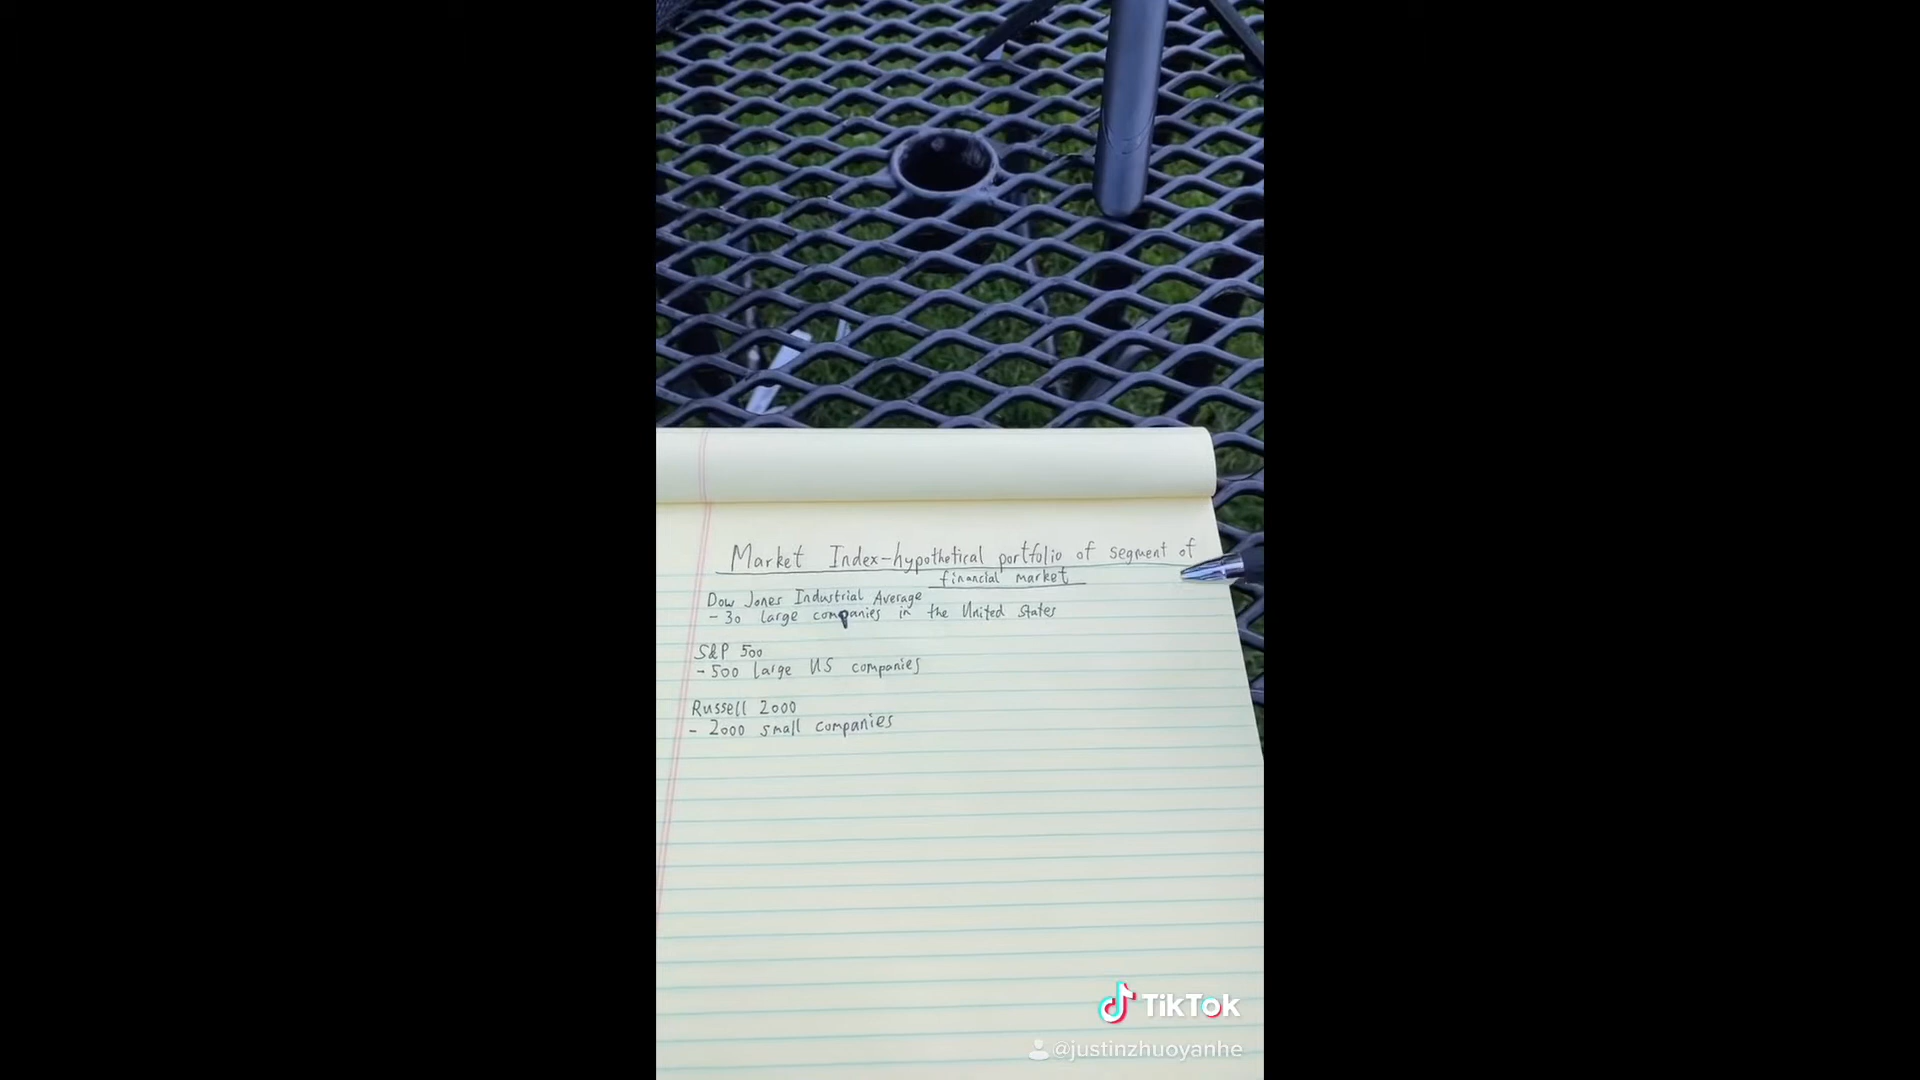 Market Index-hypothetical portfolio of segment of
financial market
Dow Jones Industrial Average
- 30 large companies in the United States
S&P 500
- 500 large US companies
Russell 2000
- 2000 small companies
TikTok
@justinzhuoyanhe